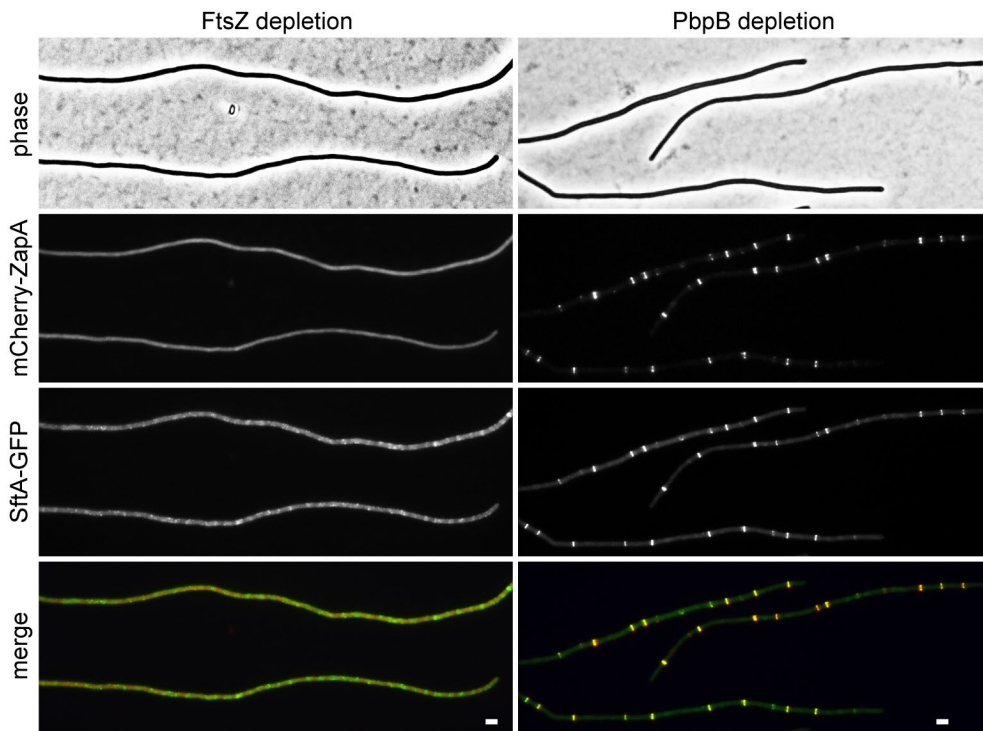 FtsZ depletion
PbpB depletion
phase
mCherry-ZapA
SftA-GFP
merge